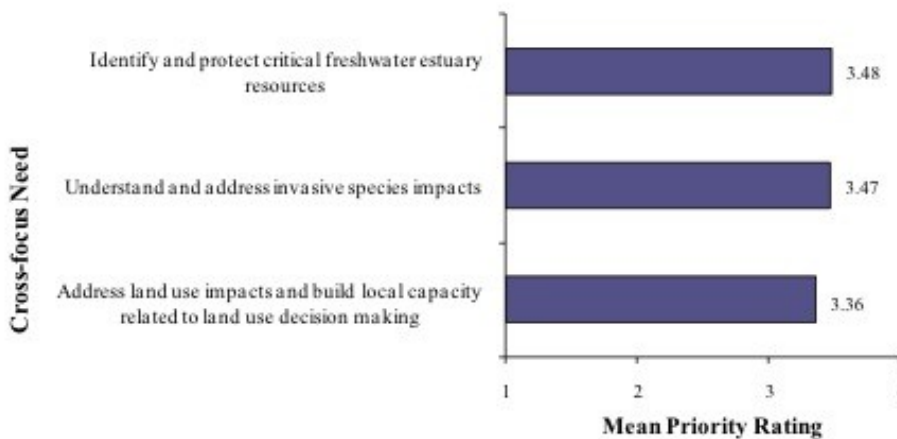 Cross-focus Need
Identify and protect critical freshwater estuary
resources
3.48
Understand and address invasive species impacts
3.47
Address land use impacts and build local capacity
related to land use decision making
3.36
1 2 3
Mean Priority Rating